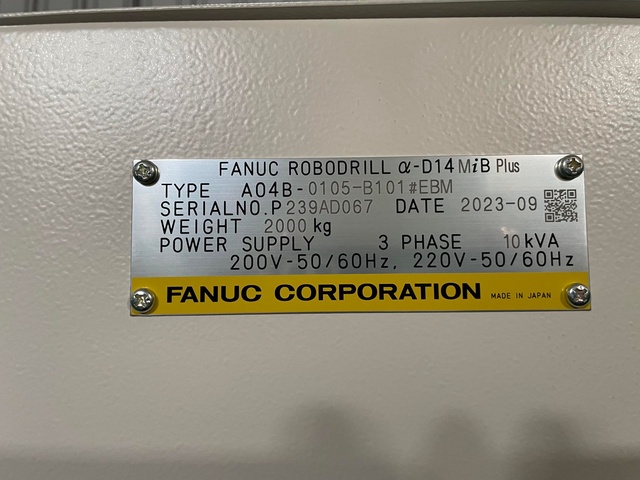 FANUC ROBODRILL α-D14MiB Plus
TYPE A04B-0105-B101#EBM
SERIALNO.P239AD067 DATE 2023-09
WEIGHT 2000kg
POWER SUPPLY 3 PHASE 10kVA
200V-50/60Hz, 220V-50/60Hz
FANUC CORPORATION MADE IN JAPAN